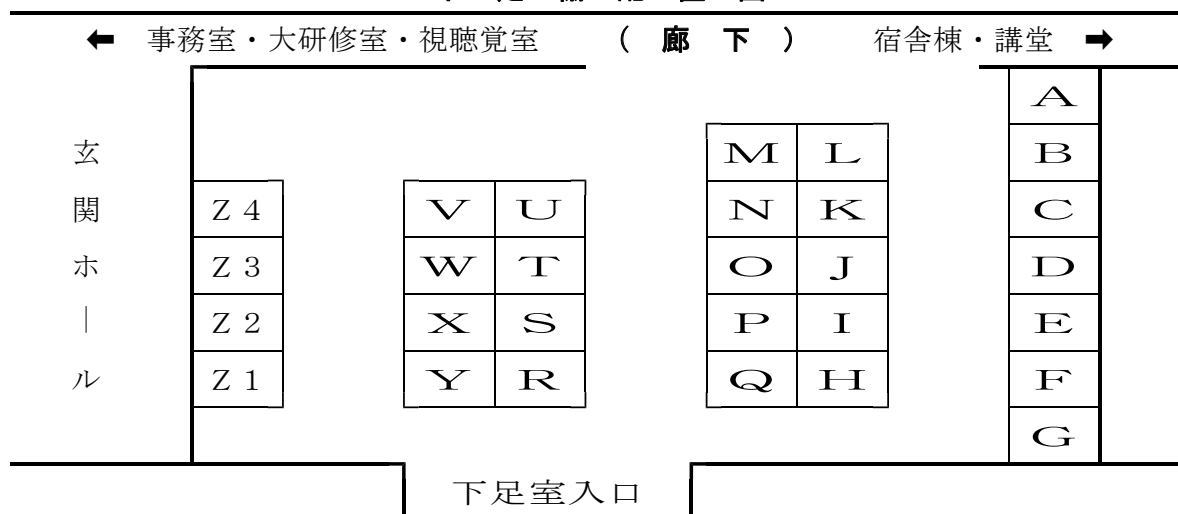 ← 事務室・大研修室・視聴覚室 （ 廊 下 ） 宿舎棟・講堂 →
A
玄 M L B
関 Z 4 V U N K C
ホ Z 3 W T O J D
｜ Z 2 X S P I E
ル Z 1 Y R Q H F
G
下足室入口